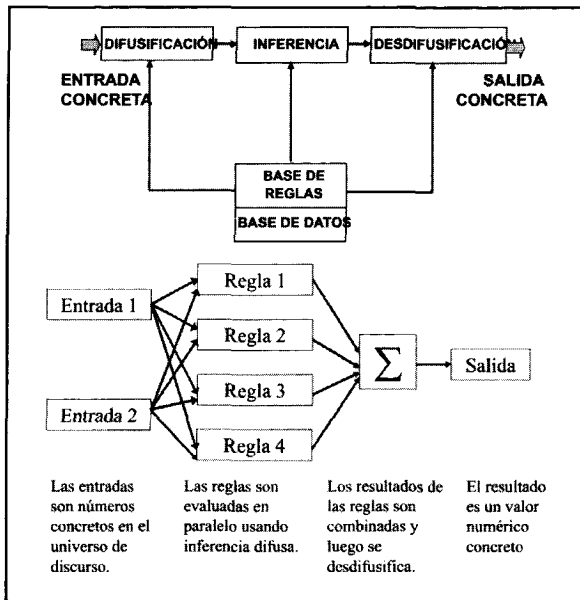 DIFUSIFICACIÓN
INFERENCIA
DESDIFUSIFICACIÓN
ENTRADA
CONCRETA
SALIDA
CONCRETA
BASE DE
REGLAS
BASE DE DATOS
Entrada 1
Entrada 2
Regla 1
Regla 2
Regla 3
Regla 4
Σ
Salida
Las entradas
son números
concretos en el
universo de
discurso.
Las reglas son
evaluadas en
paralelo usando
inferencia difusa.
Los resultados de
las reglas son
combinadas y
luego se
desdifusifica.
El resultado
es un valor
numérico
concreto